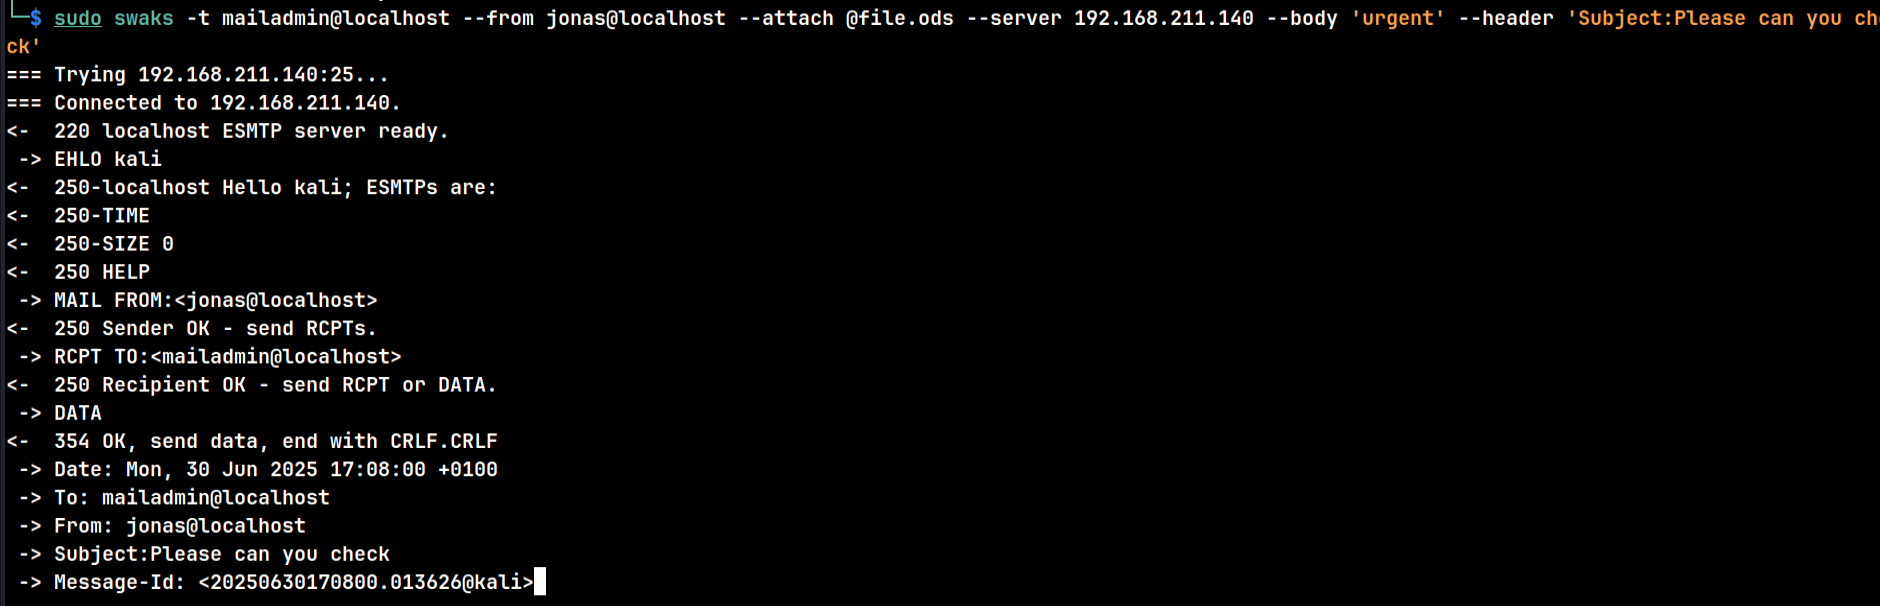 └─$ sudo swaks -t mailadmin@localhost --from jonas@localhost --attach @file.ods --server 192.168.211.140 --body 'urgent' --header 'Subject:Please can you che
ck'
=== Trying 192.168.211.140:25...
=== Connected to 192.168.211.140.
<-  220 localhost ESMTP server ready.
 -> EHLO kali
<-  250-localhost Hello kali; ESMTPs are:
<-  250-TIME
<-  250-SIZE 0
<-  250 HELP
 -> MAIL FROM:<jonas@localhost>
<-  250 Sender OK - send RCPTs.
 -> RCPT TO:<mailadmin@localhost>
<-  250 Recipient OK - send RCPT or DATA.
 -> DATA
<-  354 OK, send data, end with CRLF.CRLF
 -> Date: Mon, 30 Jun 2025 17:08:00 +0100
 -> To: mailadmin@localhost
 -> From: jonas@localhost
 -> Subject:Please can you check
 -> Message-Id: <20250630170800.013626@kali>